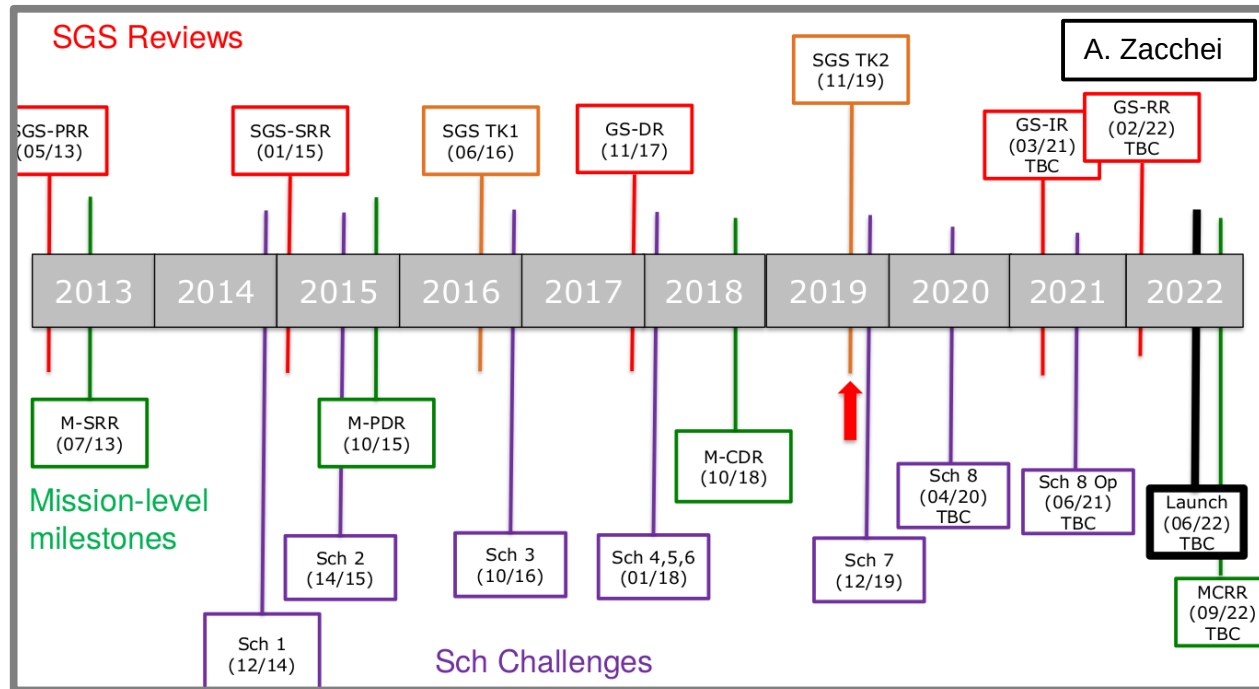 SGS Reviews
A. Zacchei
SGS TK2
(11/19)
SGS-PRR
(05/13)
SGS-SRR
(01/15)
SGS TK1
(06/16)
GS-DR
(11/17)
GS-IR
(03/21)
TBC
GS-RR
(02/22)
TBC
2013 2014 2015 2016 2017 2018 2019 2020 2021 2022
M-SRR
(07/13)
M-PDR
(10/15)
M-CDR
(10/18)
Mission-level
milestones
Sch 8
(04/20)
TBC
Sch 8 Op
(06/21)
TBC
Launch
(06/22)
TBC
Sch 2
(14/15)
Sch 3
(10/16)
Sch 4,5,6
(01/18)
Sch 7
(12/19)
MCRR
(09/22)
TBC
Sch 1
(12/14)
Sch Challenges